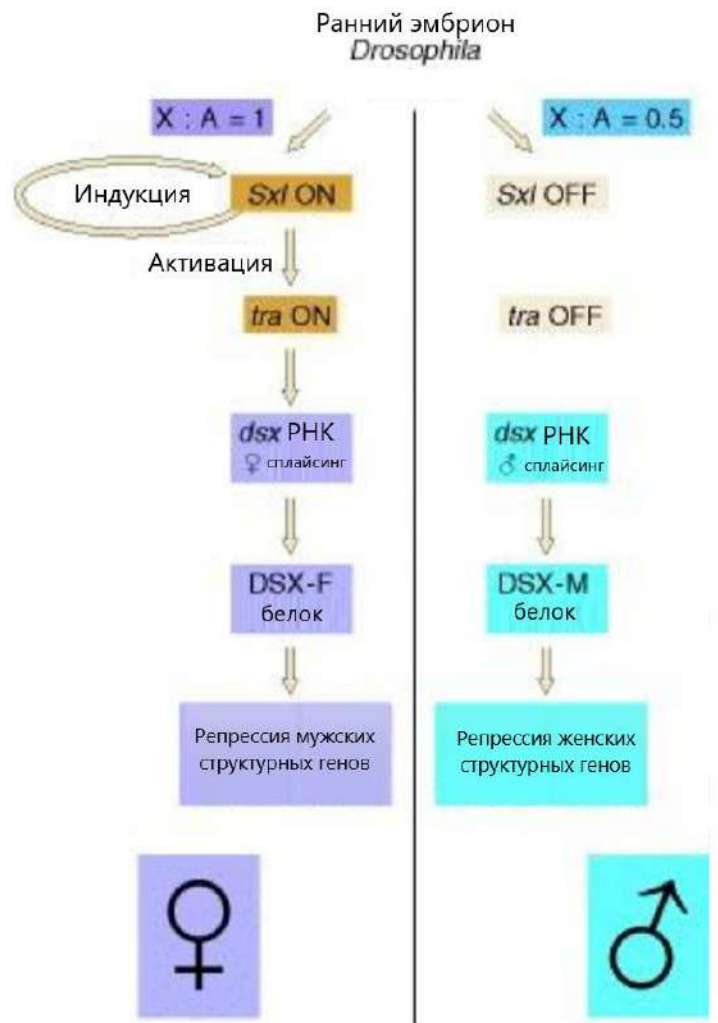 Ранний эмбрион
Drosophila
X : A = 1
X : A = 0.5
Индукция
Sxl ON
Sxl OFF
Активация
tra ON
tra OFF
dsx РНК
♀ сплайсинг
dsx РНК
♂ сплайсинг
DSX-F
белок
DSX-M
белок
Репрессия мужских
структурных генов
Репрессия женских
структурных генов
♀
♂